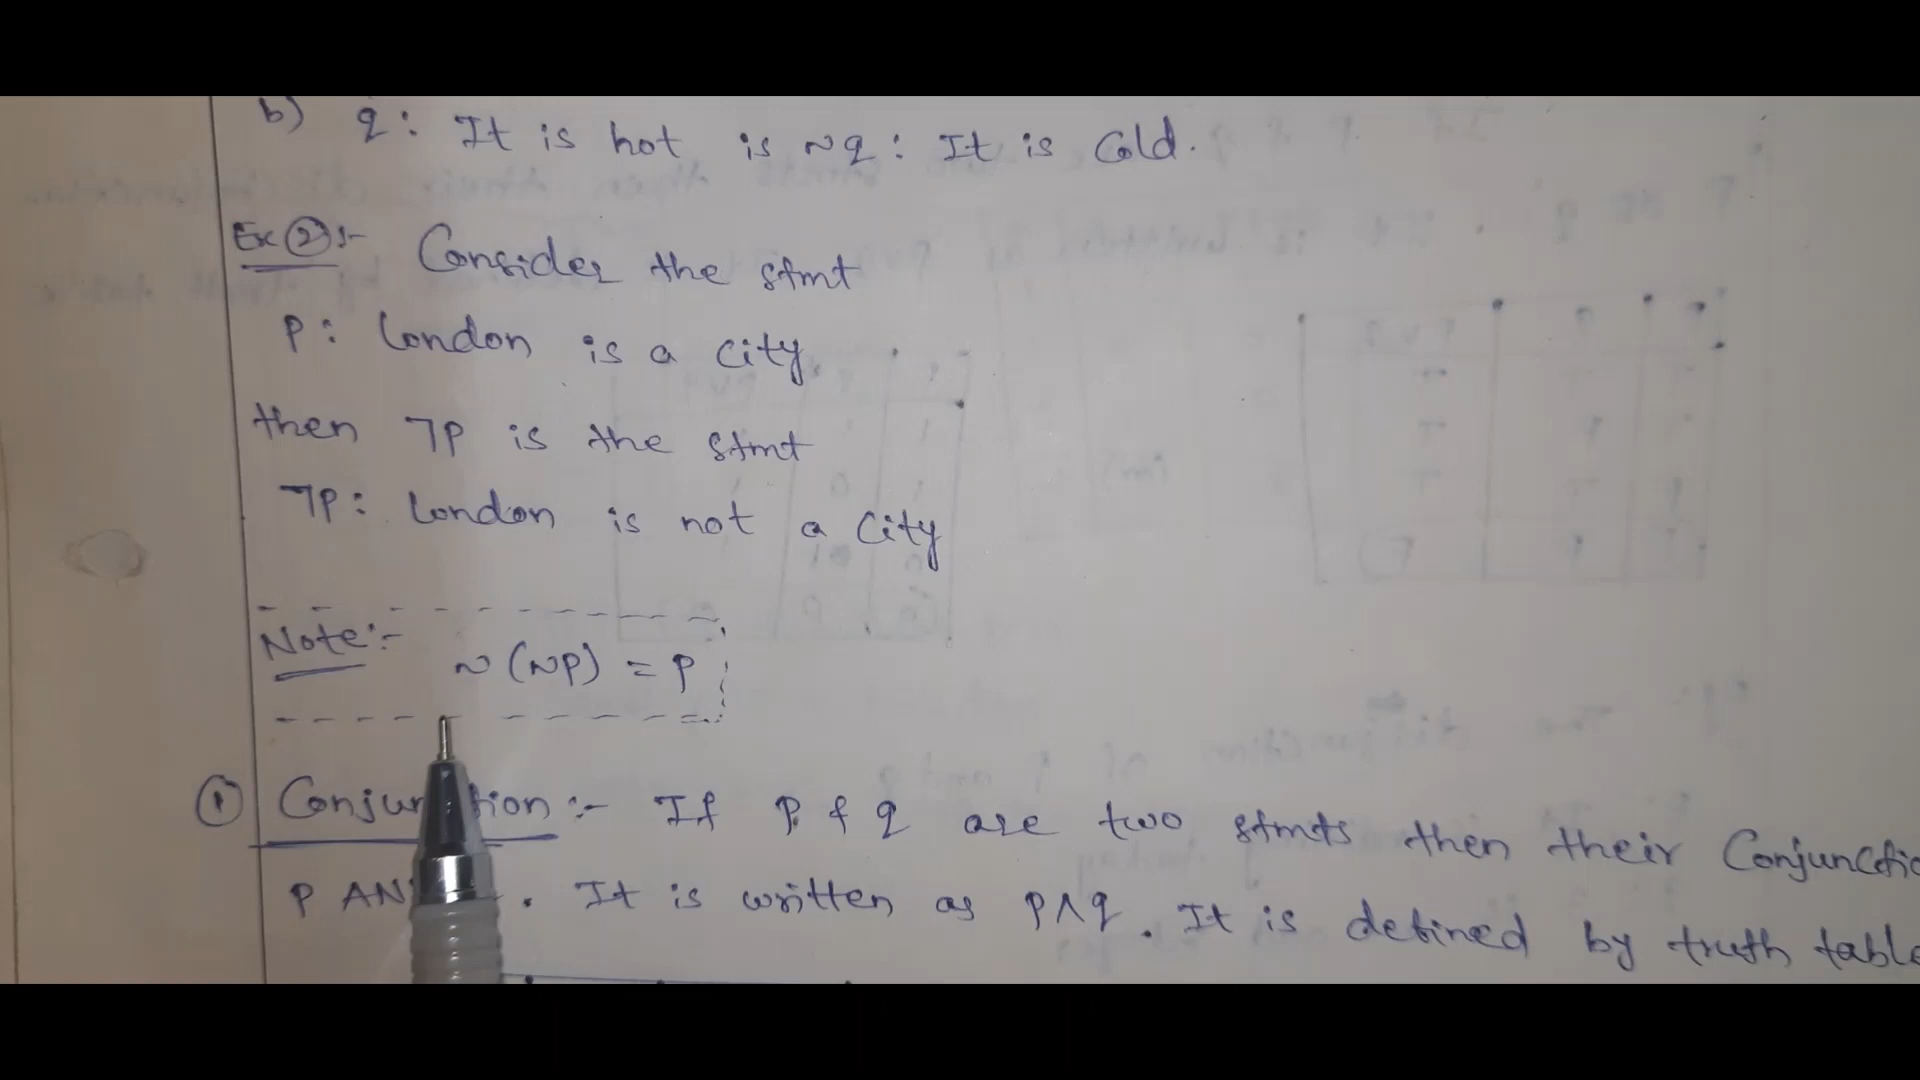 b) q: It is hot is ~q: It is Cold.
Ex ②:- Consider the stmt
P: London is a city
then ¬P is the stmt
¬P: London is not a City
Note:- ~(~P) = P
① Conjun tion :- If P & q are two stmts then their Conjunctio
P AN . It is written as P∧q. It is defined by truth table